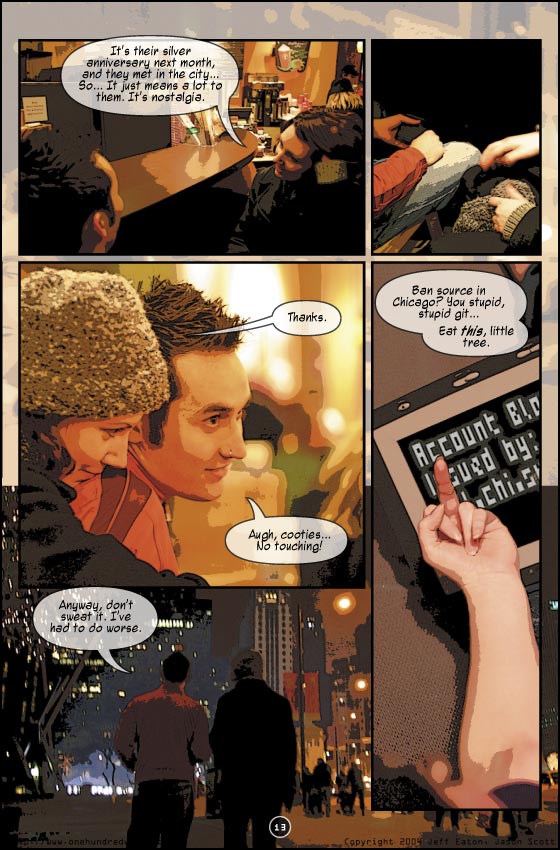 It's their silver
anniversary next month,
and they met in the city...
So... It just means a lot to
them. It's nostalgia.
Thanks.
Augh, cooties...
No touching!
Ban source in
Chicago? You stupid,
stupid git...
Eat this, little
tree.
Account Blo
by:
Anyway, don't
sweat it. I've
had to do worse.
13
Copyright 2004 Jeff Eaton, Jason Scott